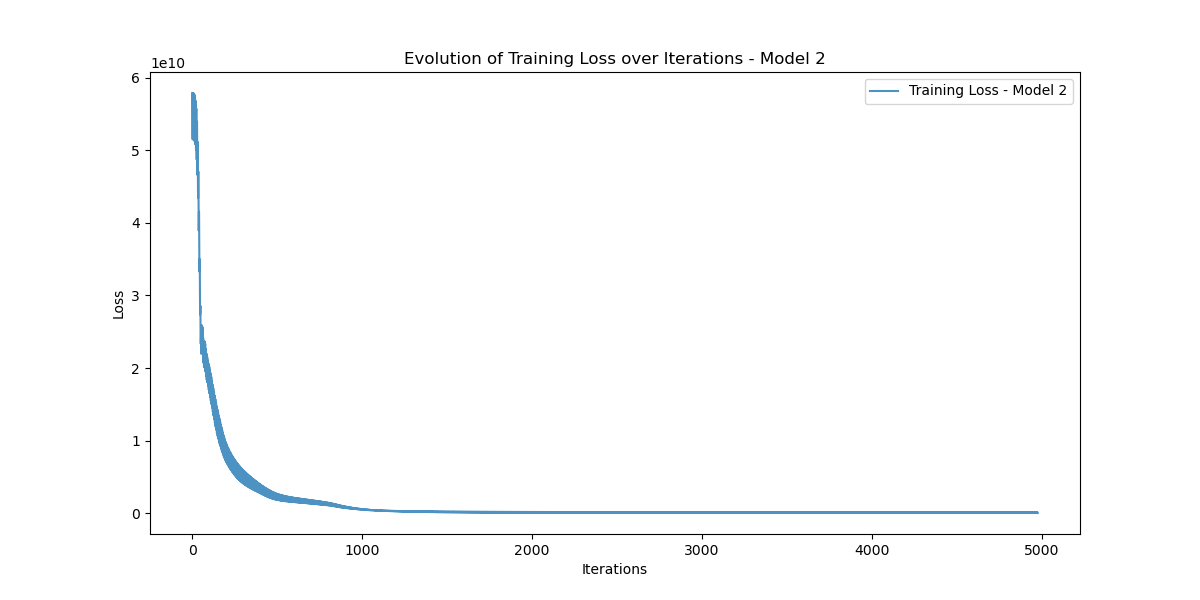 Evolution of Training Loss over Iterations - Model 2
1e10
Training Loss - Model 2
6
5
4
3
2
1
0
Loss
0 1000 2000 3000 4000 5000
Iterations